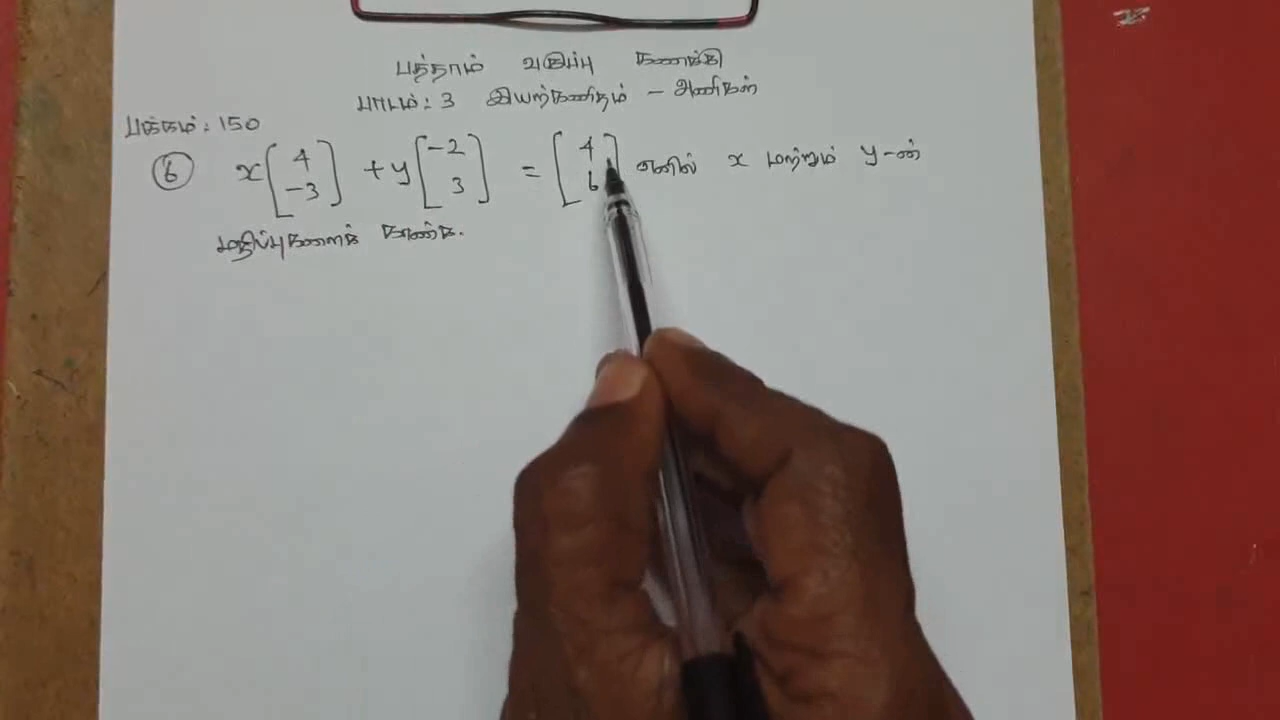 பத்தாம் வகுப்பு கணக்கு
பாடம் : 3 இயற்கணிதம் - அணிகள்
பக்கம் : 150
6 x [4 -3] + y [-2 3] = [4 6] எனில் x மற்றும் y-ன்
மதிப்புகளைக் காண்க.